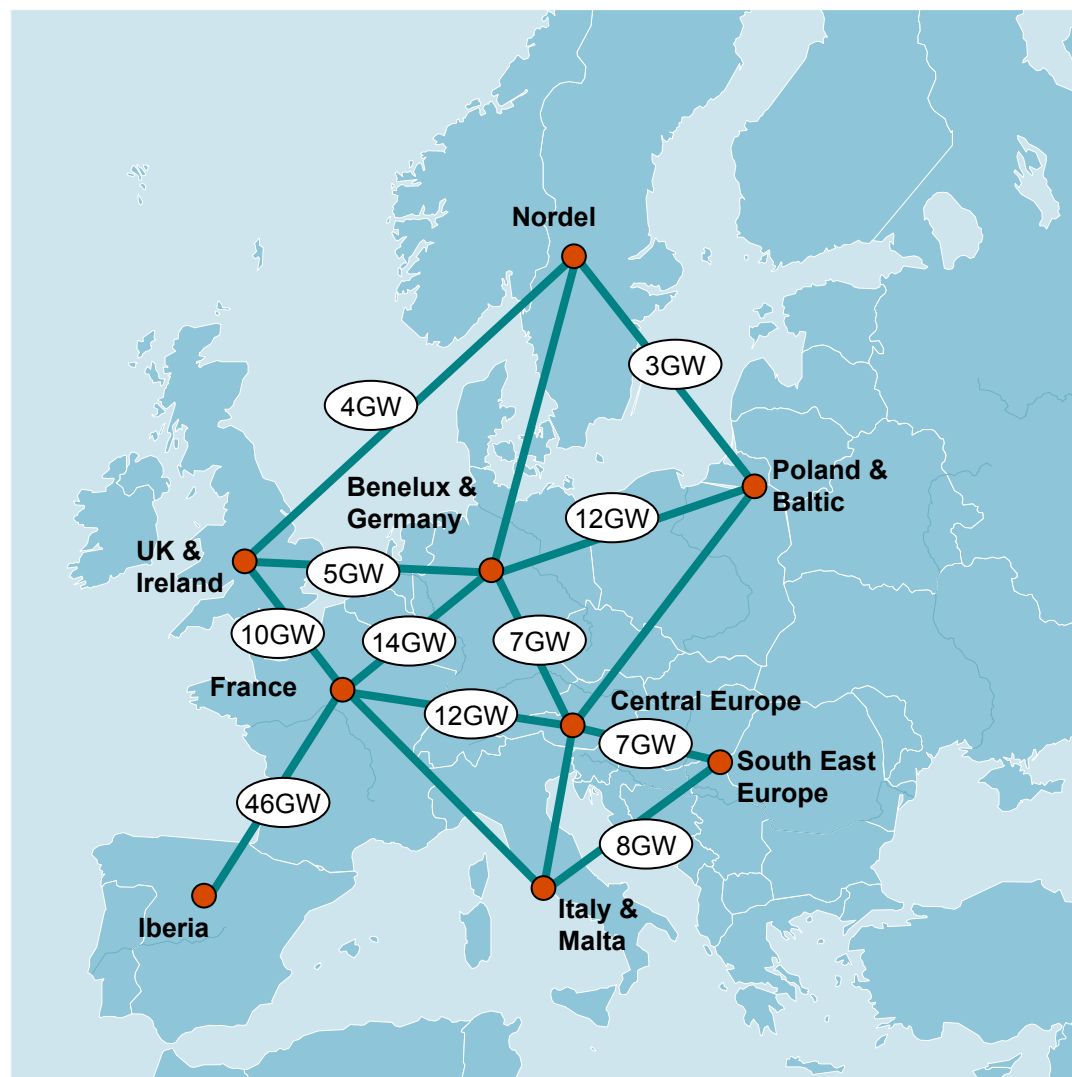 Nordel
3GW
4GW
Poland &
Baltic
Benelux &
Germany
12GW
UK &
Ireland
5GW
10GW
14GW
7GW
France
Central Europe
12GW
7GW
South East
Europe
46GW
8GW
Iberia
Italy &
Malta